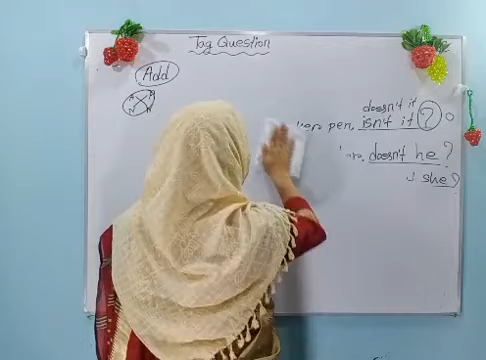 Tag Question
Add
doesn't it
pen, isn't it ?
doesn't he ?
she ?